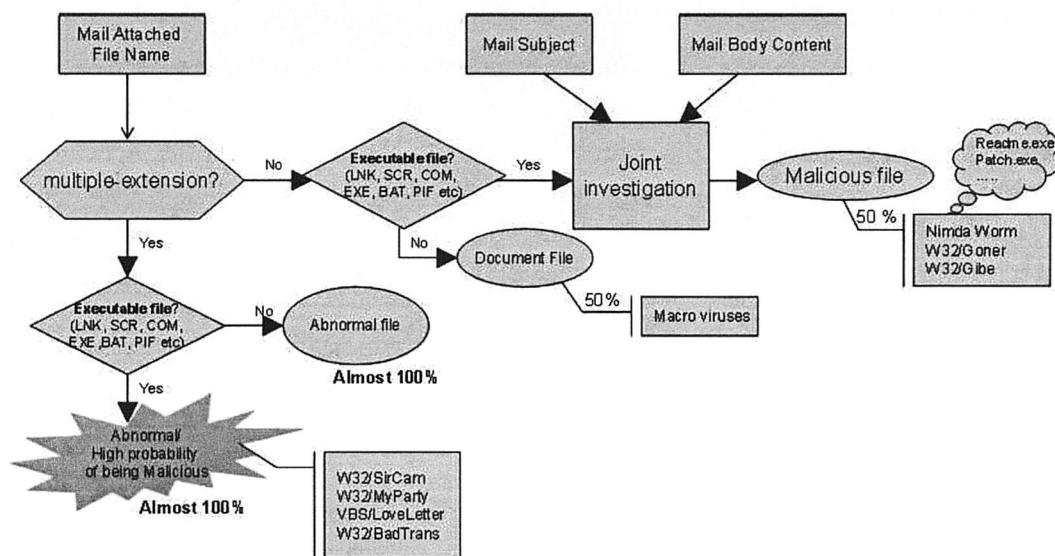 Mail Attached
File Name
Mail Subject
Mail Body Content
multiple-extension?
No
Executable file?
(LNK, SCR, COM,
EXE, BAT, PIF etc)
Yes
Joint
investigation
Malicious file
Readme.exe
Patch.exe
.....
50 %
Nimda Worm
W32/Goner
W32/Gibe
No
Document File
50%
Macro viruses
Yes
Executable file?
(LNK, SCR, COM,
EXE,BAT, PIF etc)
No
Abnormal file
Almost 100%
Yes
Abnormal/
High probability
of being Malicious
Almost 100%
W32/SirCam
W32/MyParty
VBS/LoveLetter
W32/BadTrans